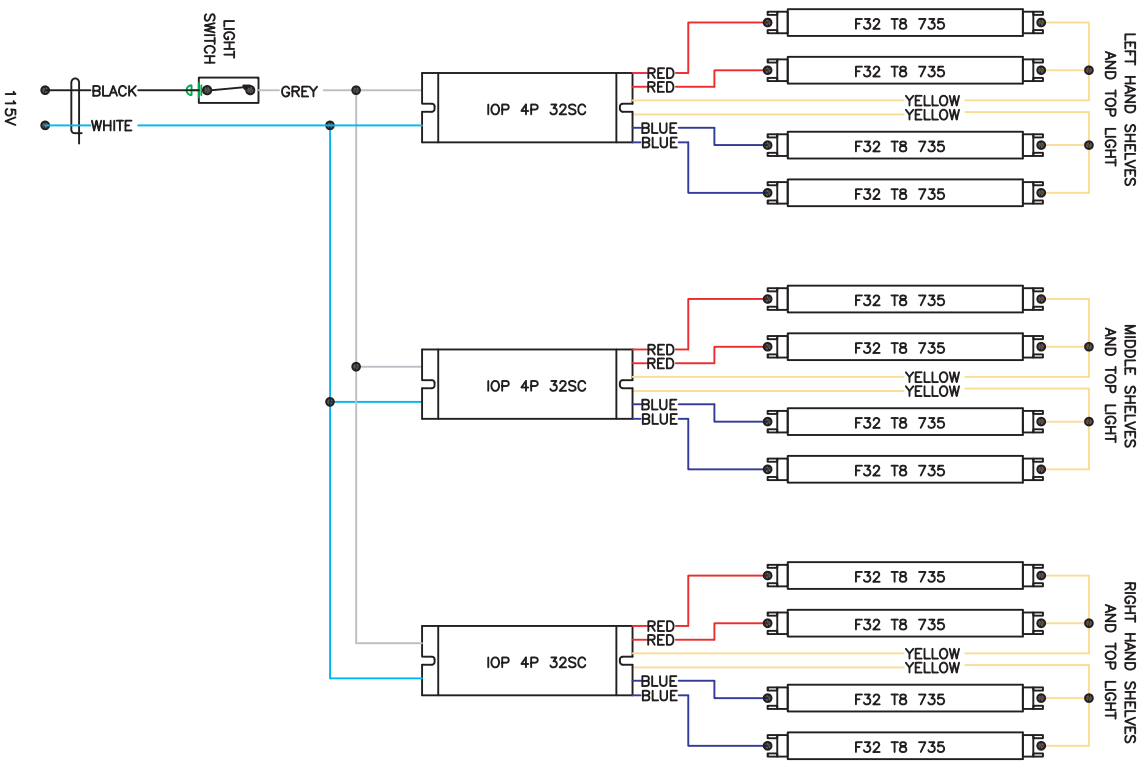 115V
BLACK
WHITE
LIGHT
SWITCH
GREY
IOP 4P 32SC
RED
RED
YELLOW
YELLOW
BLUE
BLUE
F32 T8 735
F32 T8 735
F32 T8 735
F32 T8 735
LEFT HAND SHELVES
AND TOP LIGHT
IOP 4P 32SC
RED
RED
YELLOW
YELLOW
BLUE
BLUE
F32 T8 735
F32 T8 735
F32 T8 735
F32 T8 735
MIDDLE SHELVES
AND TOP LIGHT
IOP 4P 32SC
RED
RED
YELLOW
YELLOW
BLUE
BLUE
F32 T8 735
F32 T8 735
F32 T8 735
F32 T8 735
RIGHT HAND SHELVES
AND TOP LIGHT